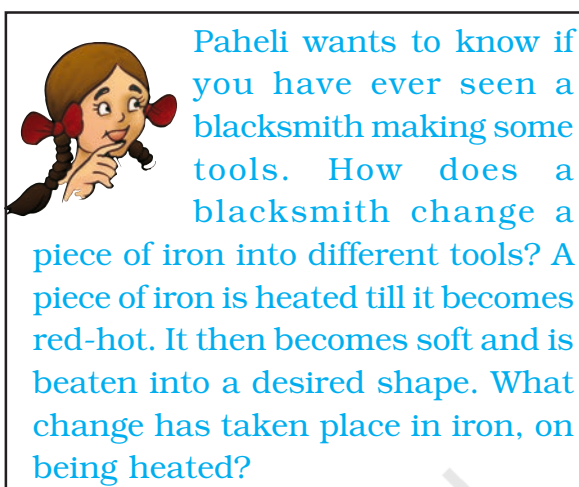 Paheli wants to know if
you have ever seen a
blacksmith making some
tools. How does a
blacksmith change a
piece of iron into different tools? A
piece of iron is heated till it becomes
red-hot. It then becomes soft and is
beaten into a desired shape. What
change has taken place in iron, on
being heated?